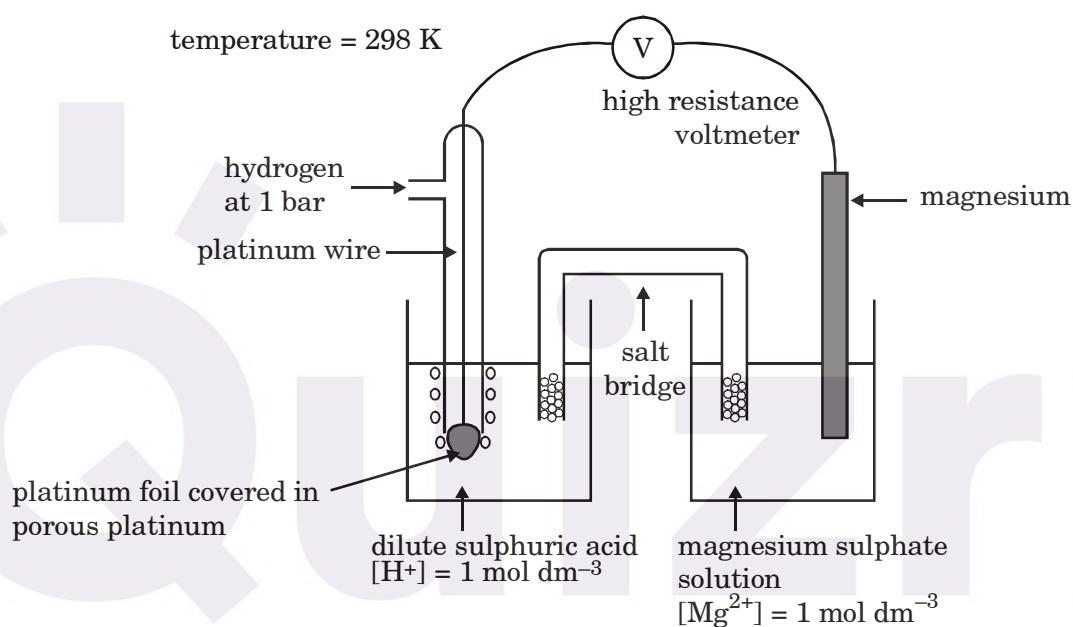 temperature = 298 K
V
high resistance
voltmeter
hydrogen
at 1 bar
magnesium
platinum wire
salt
bridge
platinum foil covered in
porous platinum
dilute sulphuric acid
[H+] = 1 mol dm–3
magnesium sulphate
solution
[Mg2+] = 1 mol dm–3
Quizr